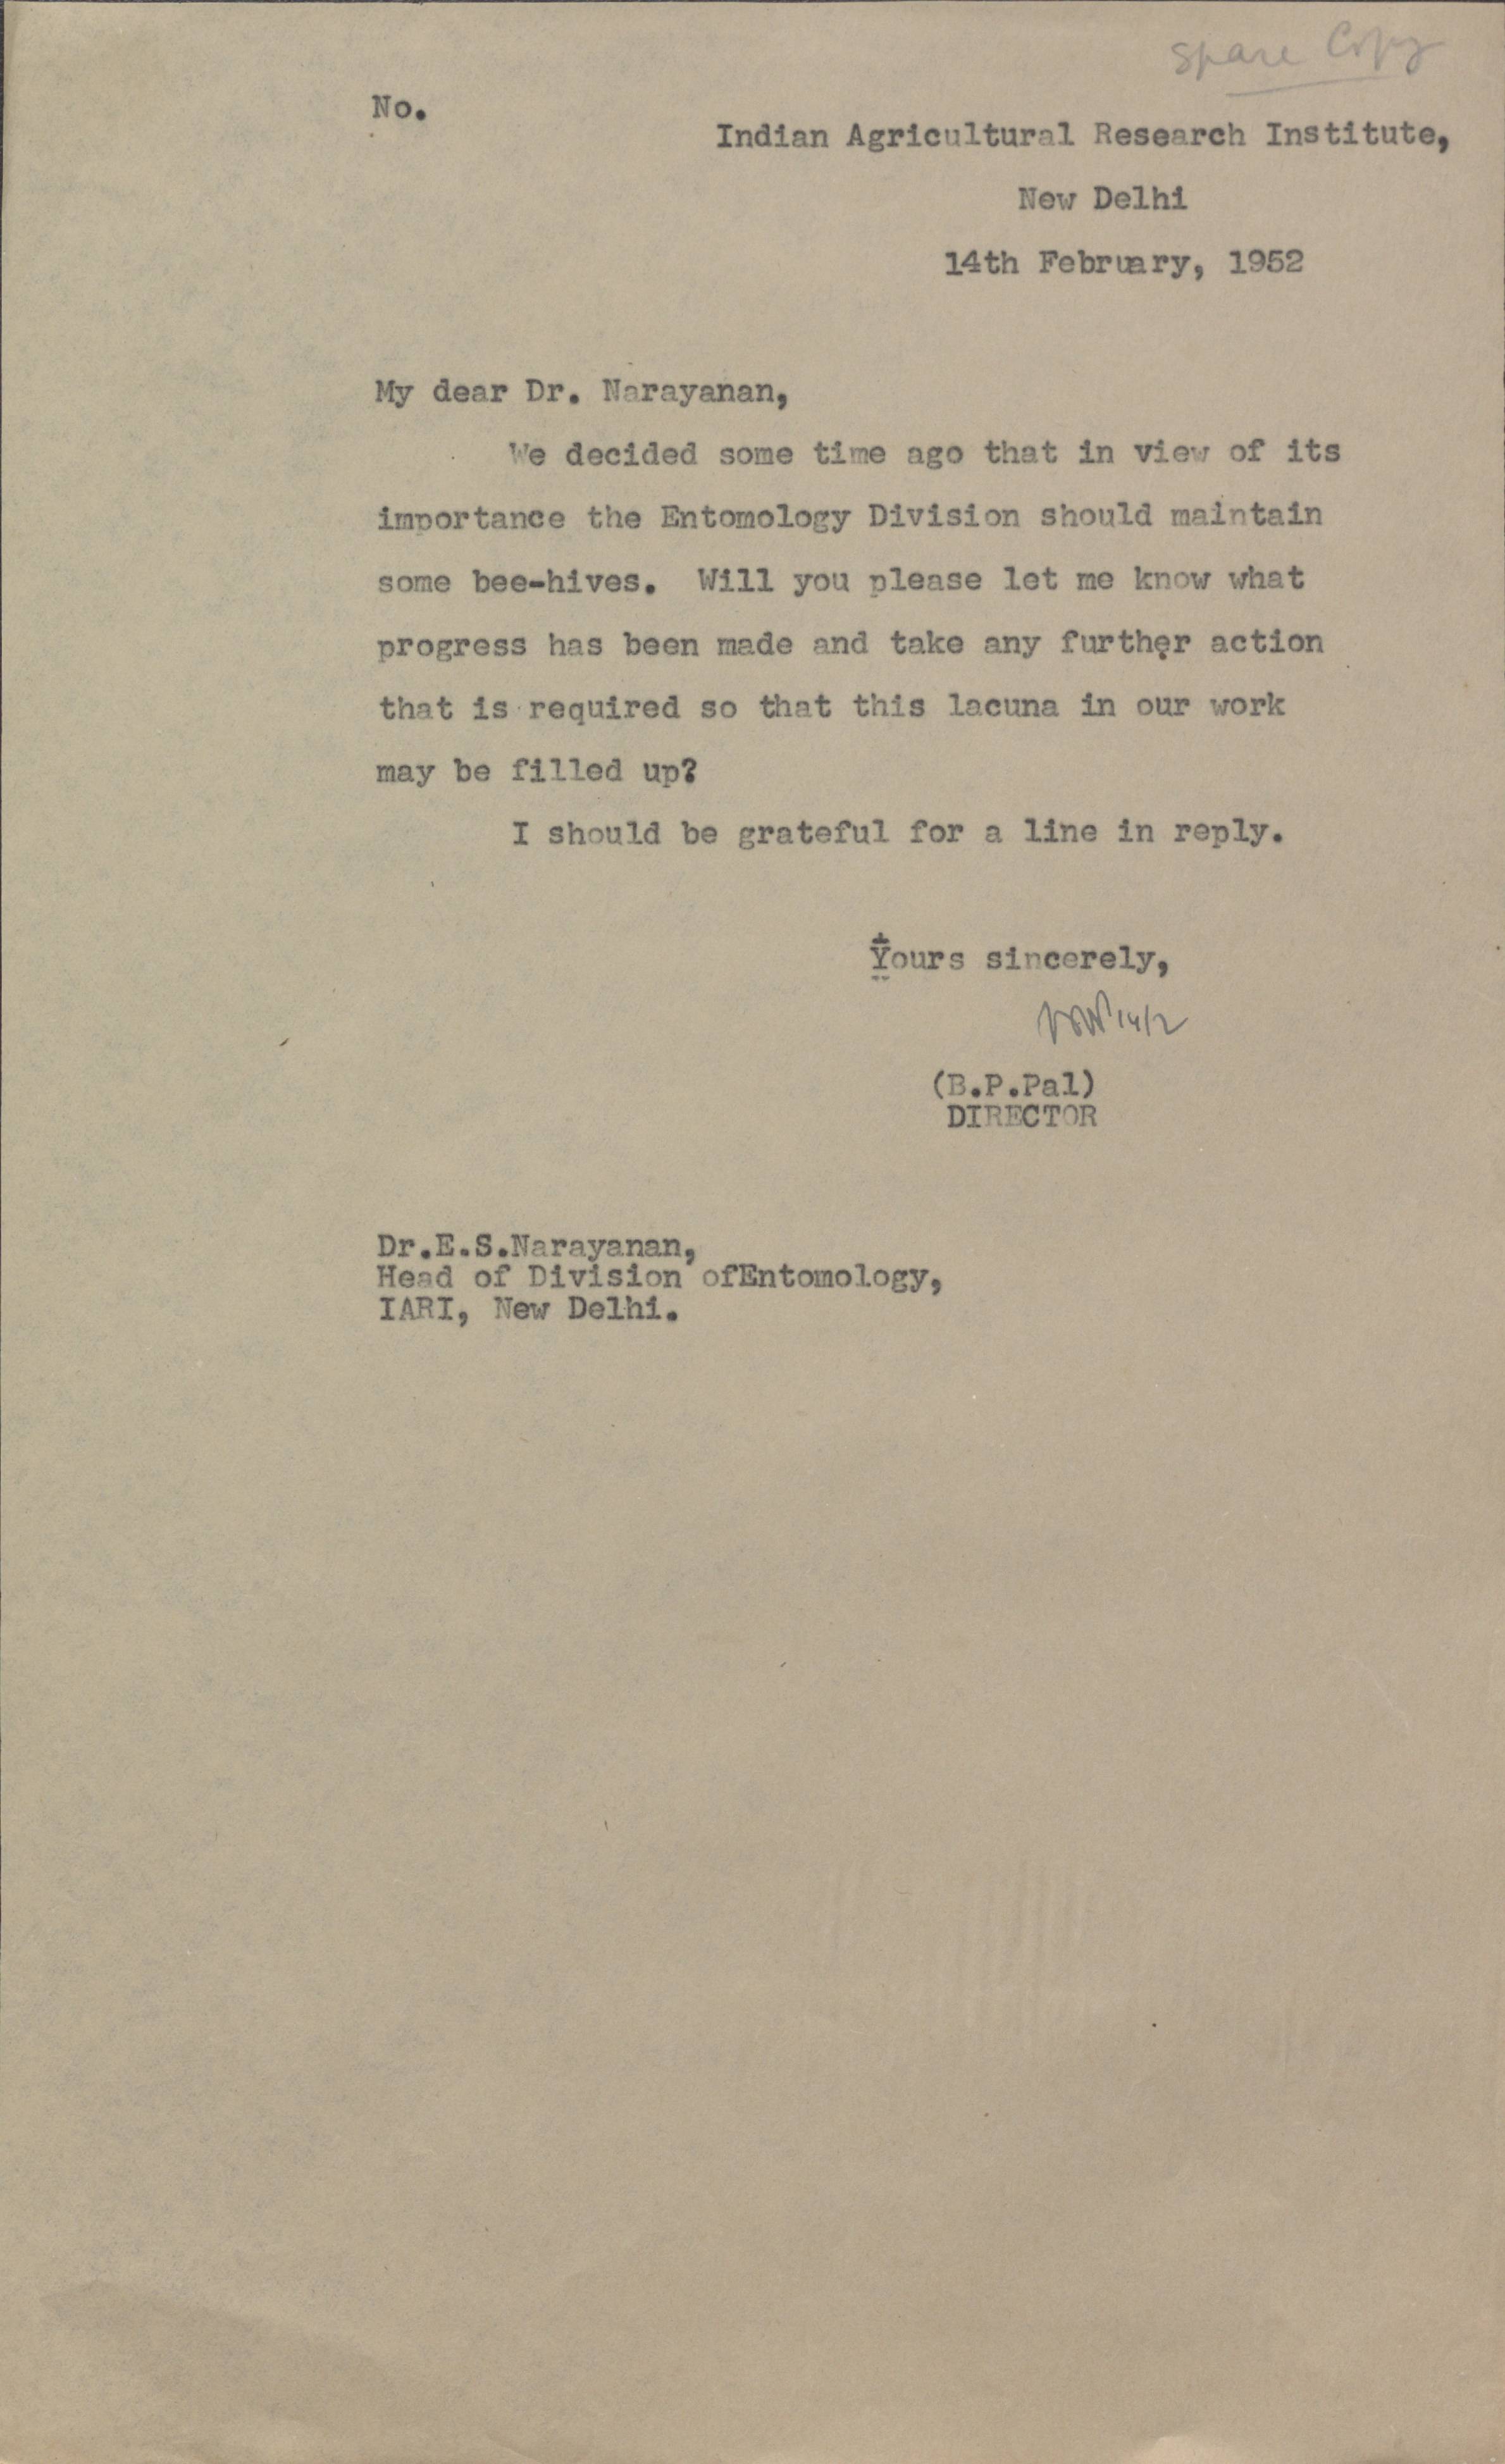 Spare Copy
No.
Indian Agricultural Research Institute,
New Delhi
14th February, 1952
My dear Dr. Narayanan,
We decided some time ago that in view of its
importance the Entomology Division should maintain
some bee-hives. Will you please let me know what
progress has been made and take any further action
that is required so that this lacuna in our work
may be filled up?
I should be grateful for a line in reply.
Yours sincerely,
14/2
(B.P.Pal)
DIRECTOR
Dr.E.S.Narayanan,
Head of Division ofEntomology,
IARI, New Delhi.